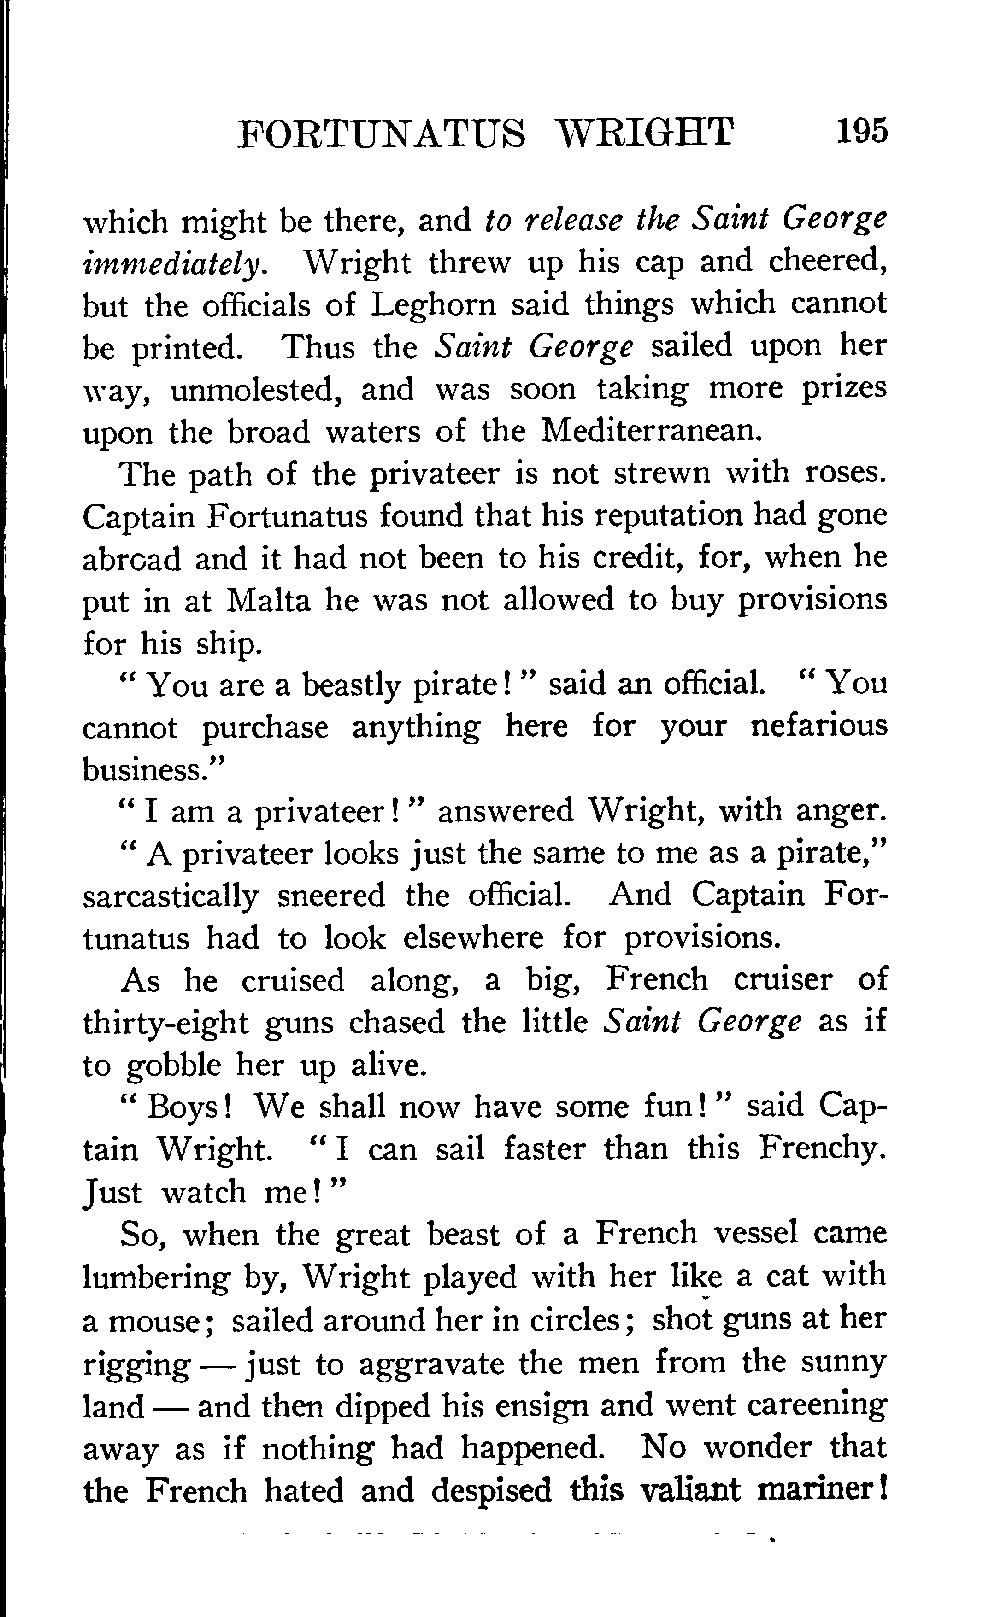 FORTUNATUS WRIGHT 195
which might be there, and to release the Saint George
immediately. Wright threw up his cap and cheered,
but the officials of Leghorn said things which cannot
be printed. Thus the Saint George sailed upon her
way, unmolested, and was soon taking more prizes
upon the broad waters of the Mediterranean.
The path of the privateer is not strewn with roses.
Captain Fortunatus found that his reputation had gone
abroad and it had not been to his credit, for, when he
put in at Malta he was not allowed to buy provisions
for his ship.
“ You are a beastly pirate! ” said an official. “ You
cannot purchase anything here for your nefarious
business.”
“ I am a privateer! ” answered Wright, with anger.
“ A privateer looks just the same to me as a pirate,”
sarcastically sneered the official. And Captain For-
tunatus had to look elsewhere for provisions.
As he cruised along, a big, French cruiser of
thirty-eight guns chased the little Saint George as if
to gobble her up alive.
“ Boys! We shall now have some fun! ” said Cap-
tain Wright. “ I can sail faster than this Frenchy.
Just watch me! ”
So, when the great beast of a French vessel came
lumbering by, Wright played with her like a cat with
a mouse; sailed around her in circles; shot guns at her
rigging — just to aggravate the men from the sunny
land — and then dipped his ensign and went careening
away as if nothing had happened. No wonder that
the French hated and despised this valiant mariner!